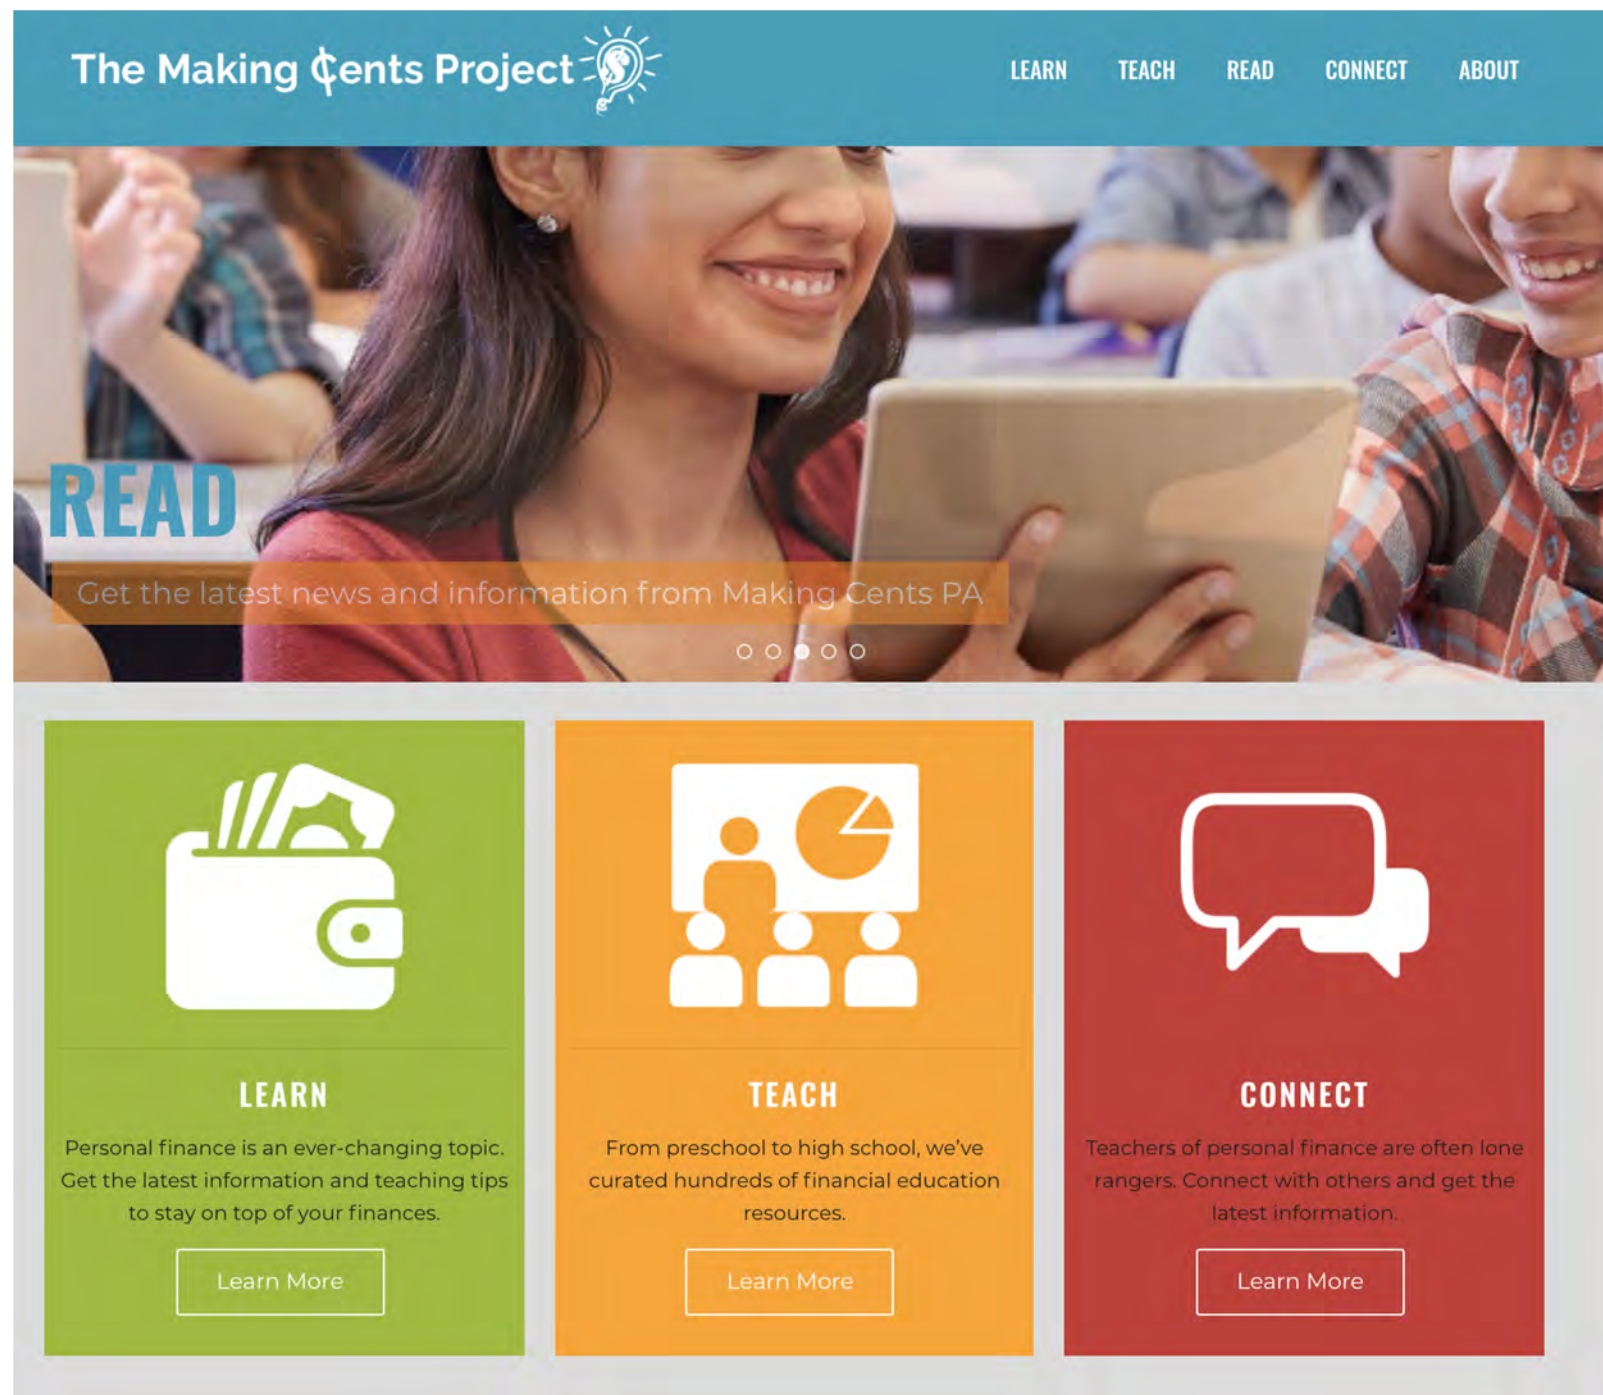 The Making ¢ents Project
LEARN TEACH READ CONNECT ABOUT
READ
Get the latest news and information from Making Cents PA
LEARN
Personal finance is an ever-changing topic.
Get the latest information and teaching tips
to stay on top of your finances.
Learn More
TEACH
From preschool to high school, we've
curated hundreds of financial education
resources.
Learn More
CONNECT
Teachers of personal finance are often lone
rangers. Connect with others and get the
latest information.
Learn More